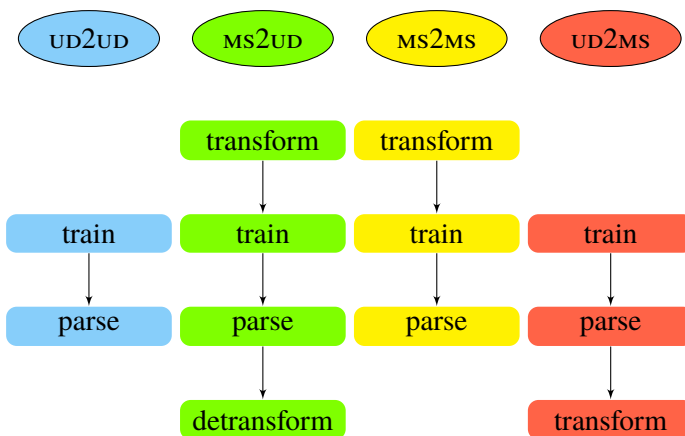 UD2UD MS2UD MS2MS UD2MS
transform transform
train train train train
parse parse parse parse
detransform transform